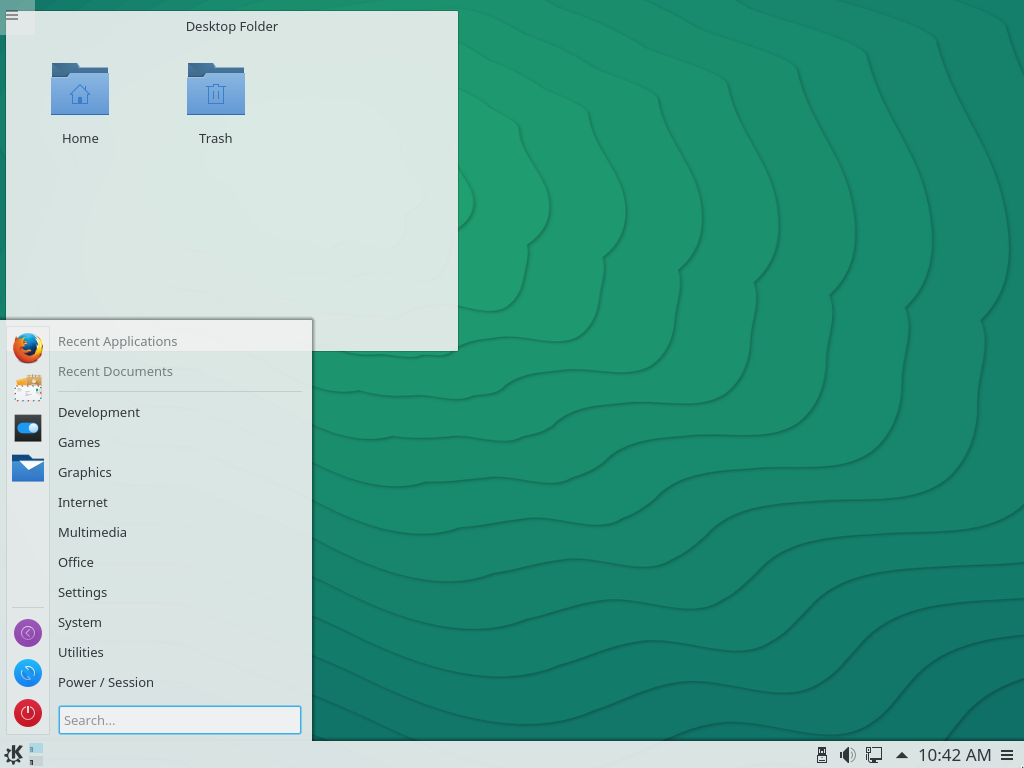 Desktop Folder
Home
Trash
Recent Applications
Recent Documents
Development
Games
Graphics
Internet
Multimedia
Office
Settings
System
Utilities
Power / Session
Search...
10:42 AM